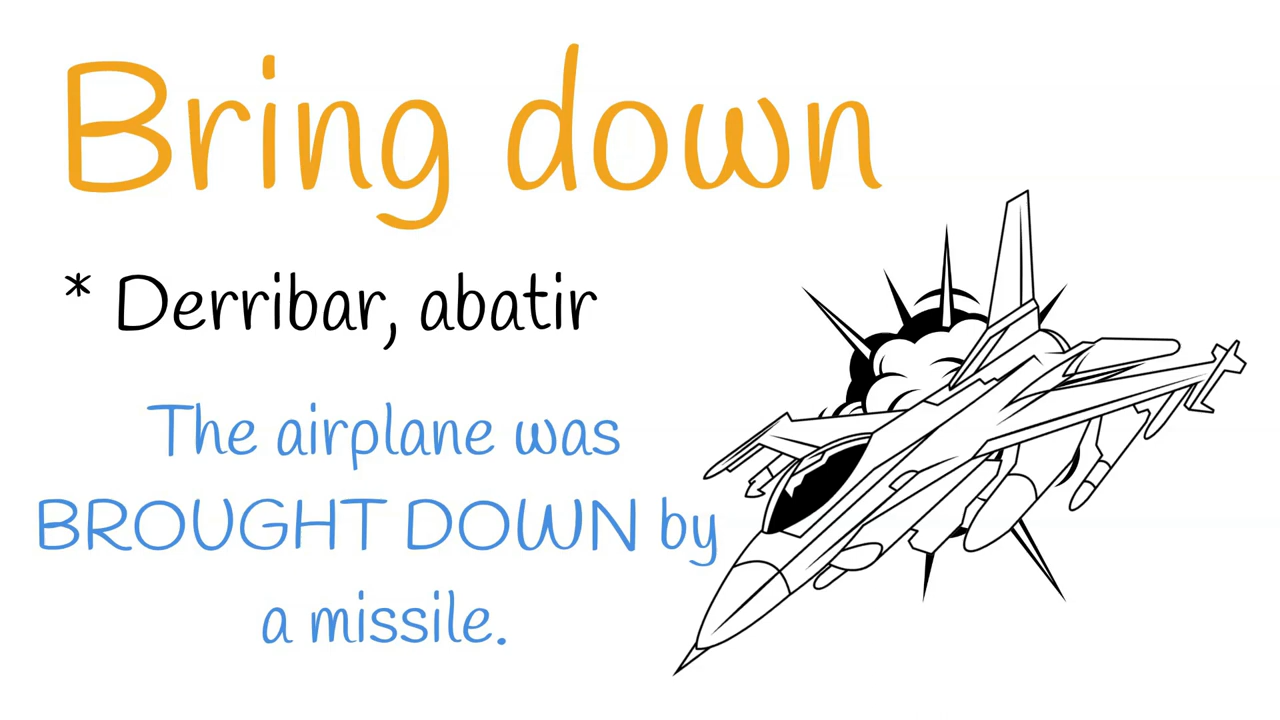 Bring down
* Derribar, abatir
The airplane was
BROUGHT DOWN by
a missile.